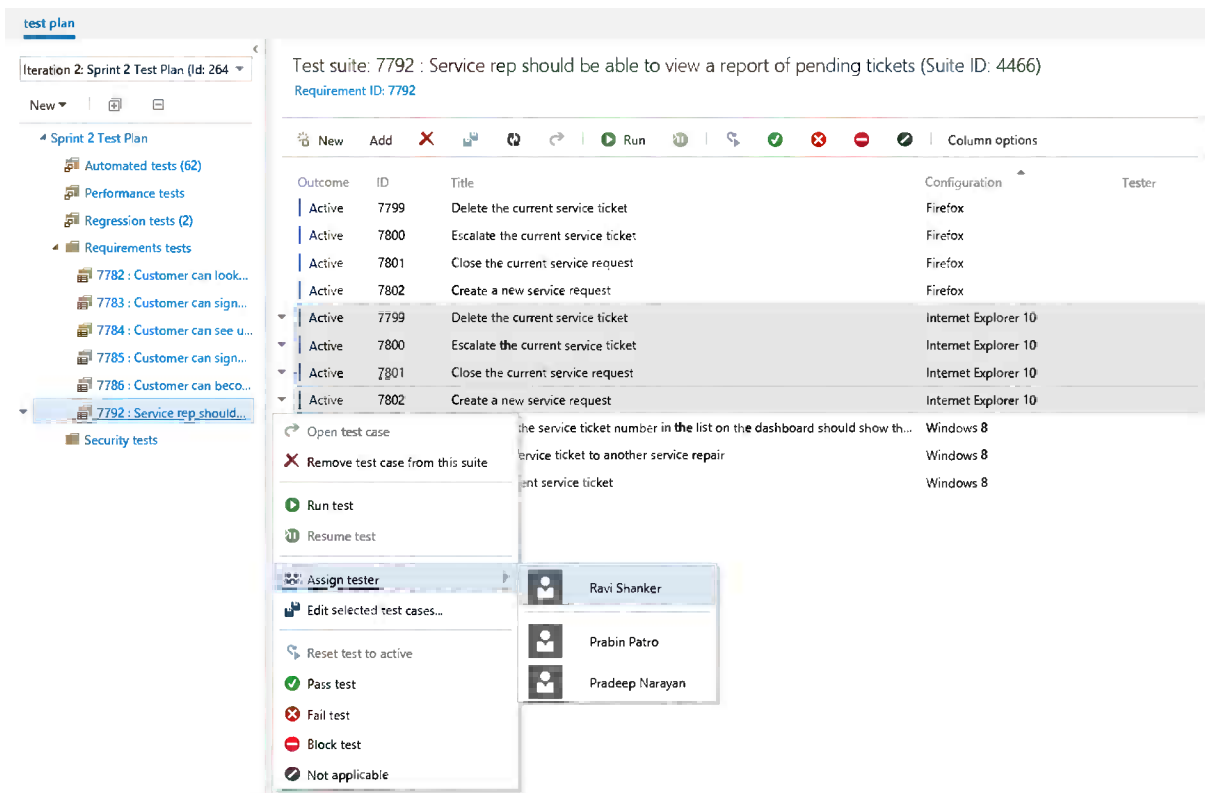 test plan
Iteration 2: Sprint 2 Test Plan (Id: 264
New
Sprint 2 Test Plan
Automated tests (62)
Performance tests
Regression tests (2)
Requirements tests
7782 : Customer can look...
7783 : Customer can sign...
7784 : Customer can see u...
7785 : Customer can sign...
7786 : Customer can beco...
7792 : Service rep should...
Security tests
Test suite: 7792 : Service rep should be able to view a report of pending tickets (Suite ID: 4466)
Requirement ID: 7792
New Add Run Column options
Outcome ID Title Configuration Tester
Active 7799 Delete the current service ticket Firefox
Active 7800 Escalate the current service ticket Firefox
Active 7801 Close the current service request Firefox
Active 7802 Create a new service request Firefox
Active 7799 Delete the current service ticket Internet Explorer 10
Active 7800 Escalate the current service ticket Internet Explorer 10
Active 7801 Close the current service request Internet Explorer 10
Active 7802 Create a new service request Internet Explorer 10
the service ticket number in the list on the dashboard should show th... Windows 8
ervice ticket to another service repair Windows 8
ent service ticket Windows 8
Open test case
Remove test case from this suite
Run test
Resume test
Assign tester
Edit selected test cases...
Reset test to active
Pass test
Fail test
Block test
Not applicable
Ravi Shanker
Prabin Patro
Pradeep Narayan